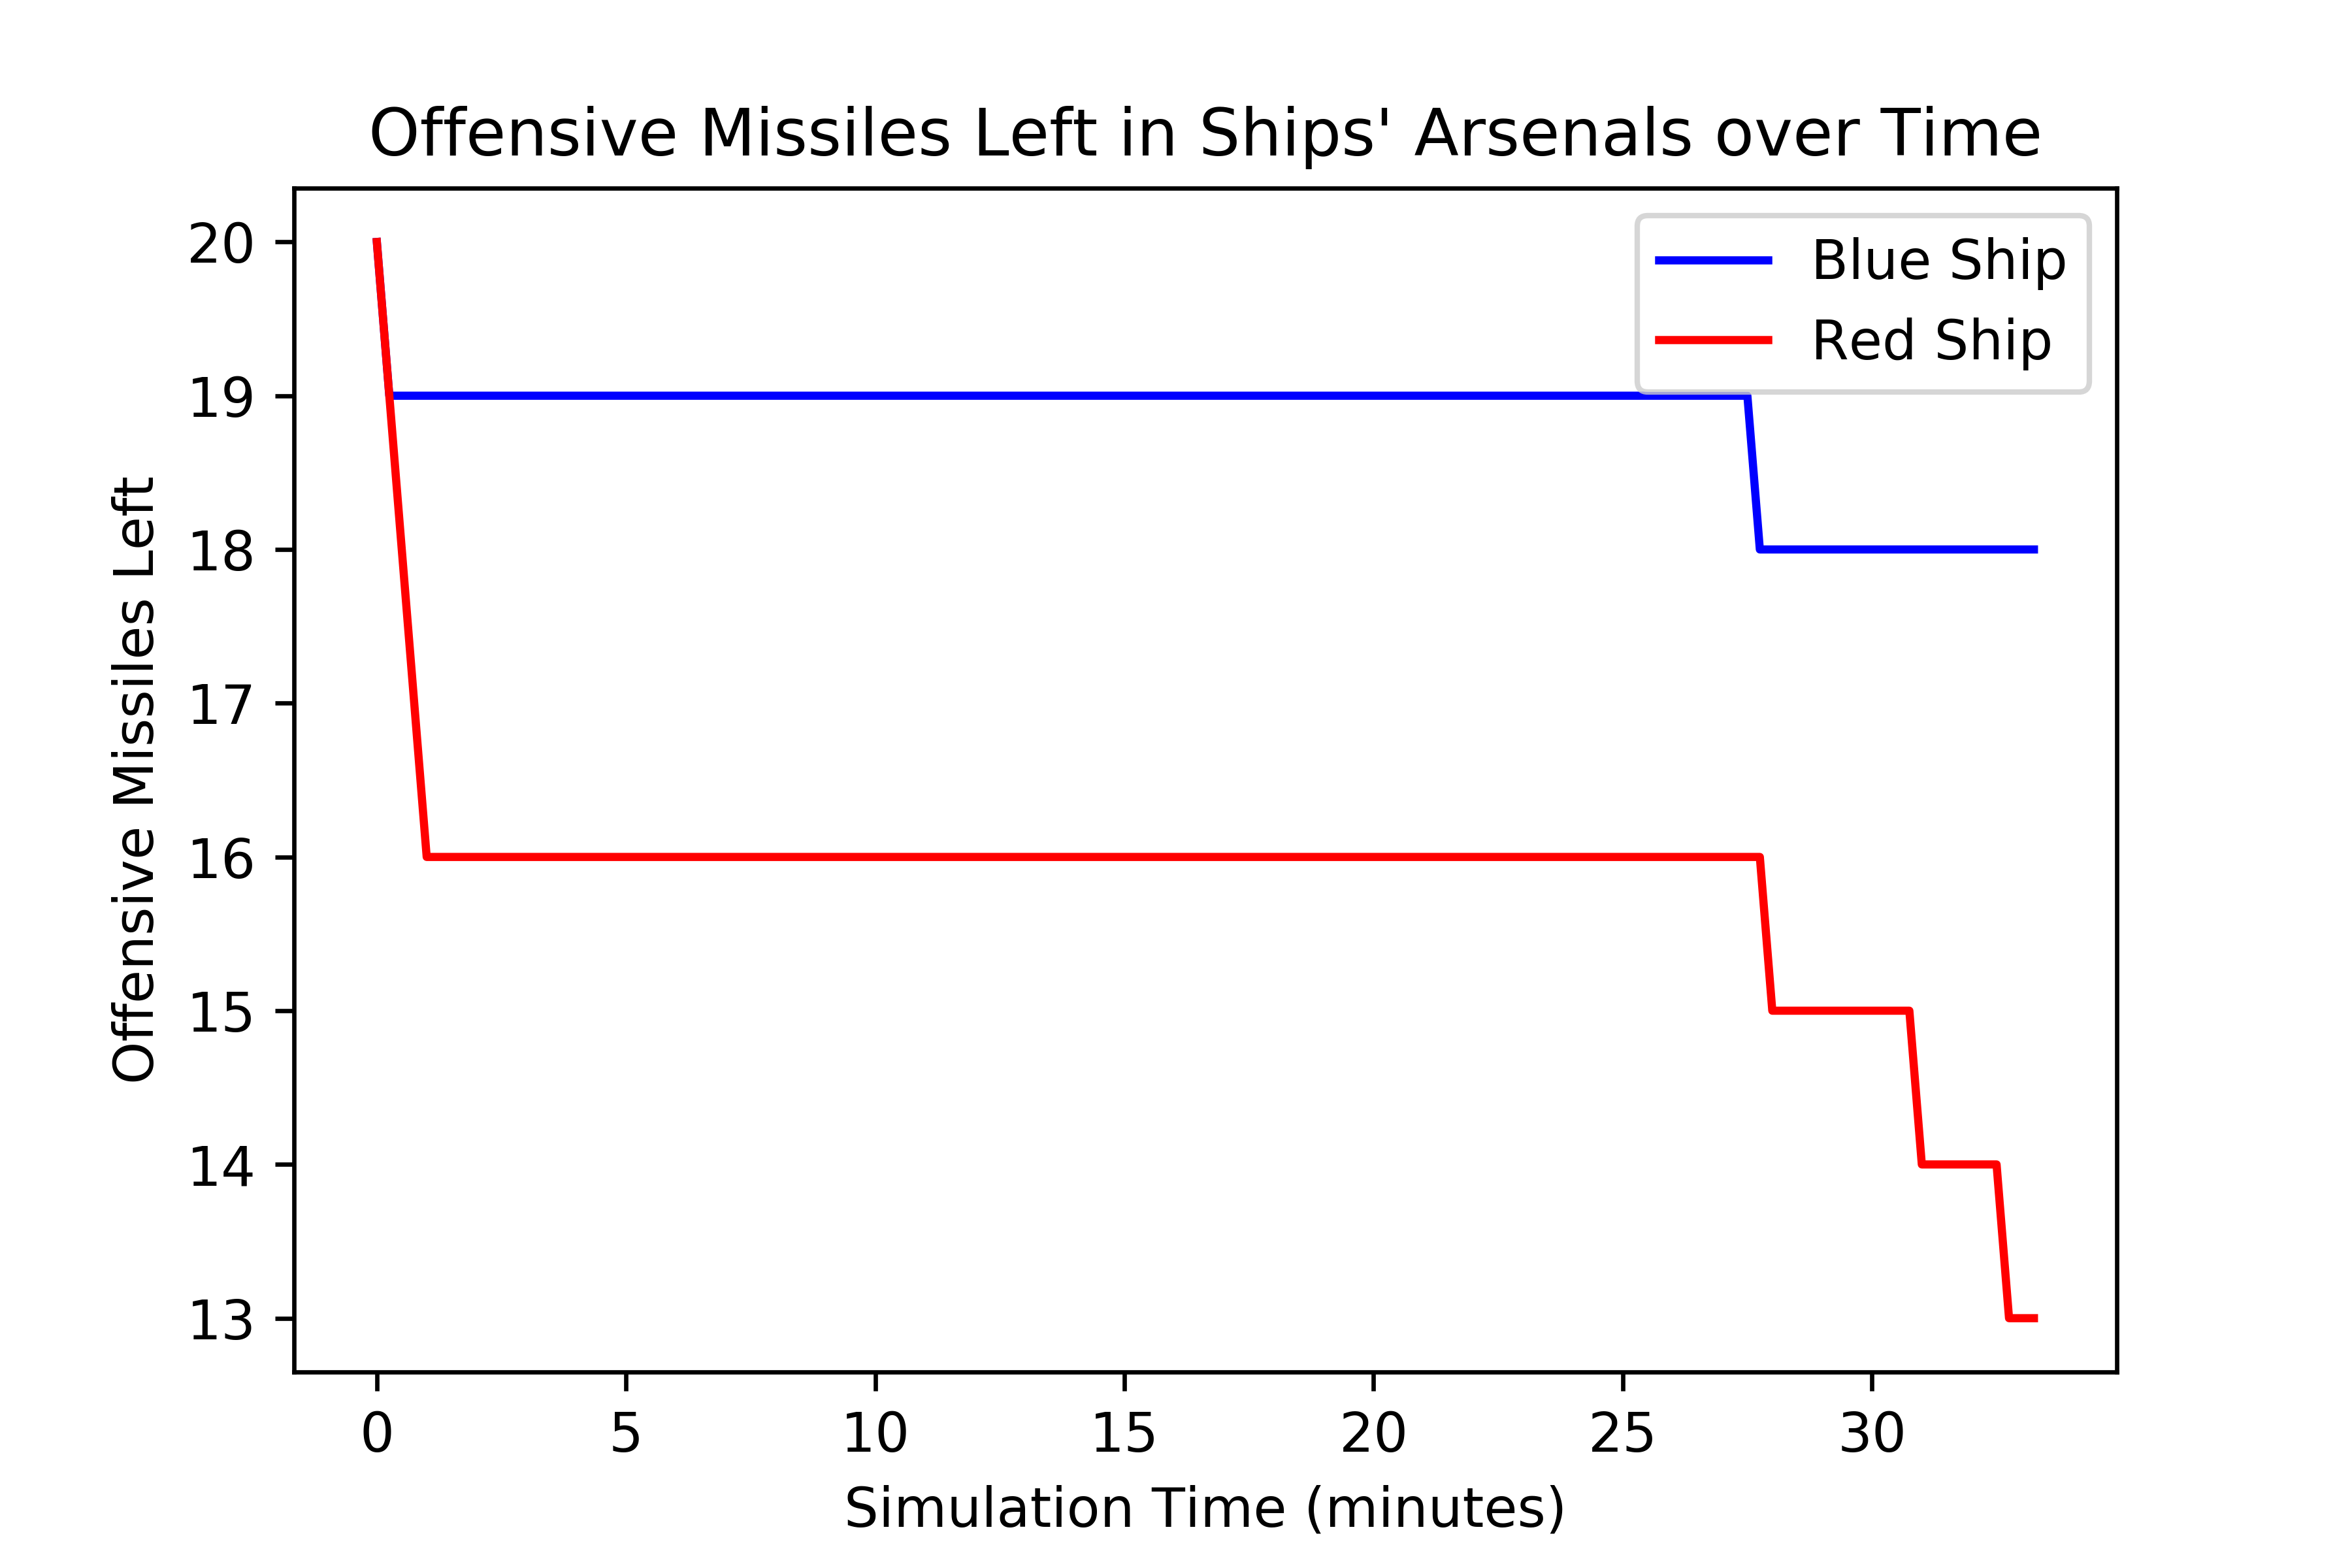 Offensive Missiles Left in Ships' Arsenals over Time
Blue Ship
Red Ship
Offensive Missiles Left
20
19
18
17
16
15
14
13
0 5 10 15 20 25 30
Simulation Time (minutes)